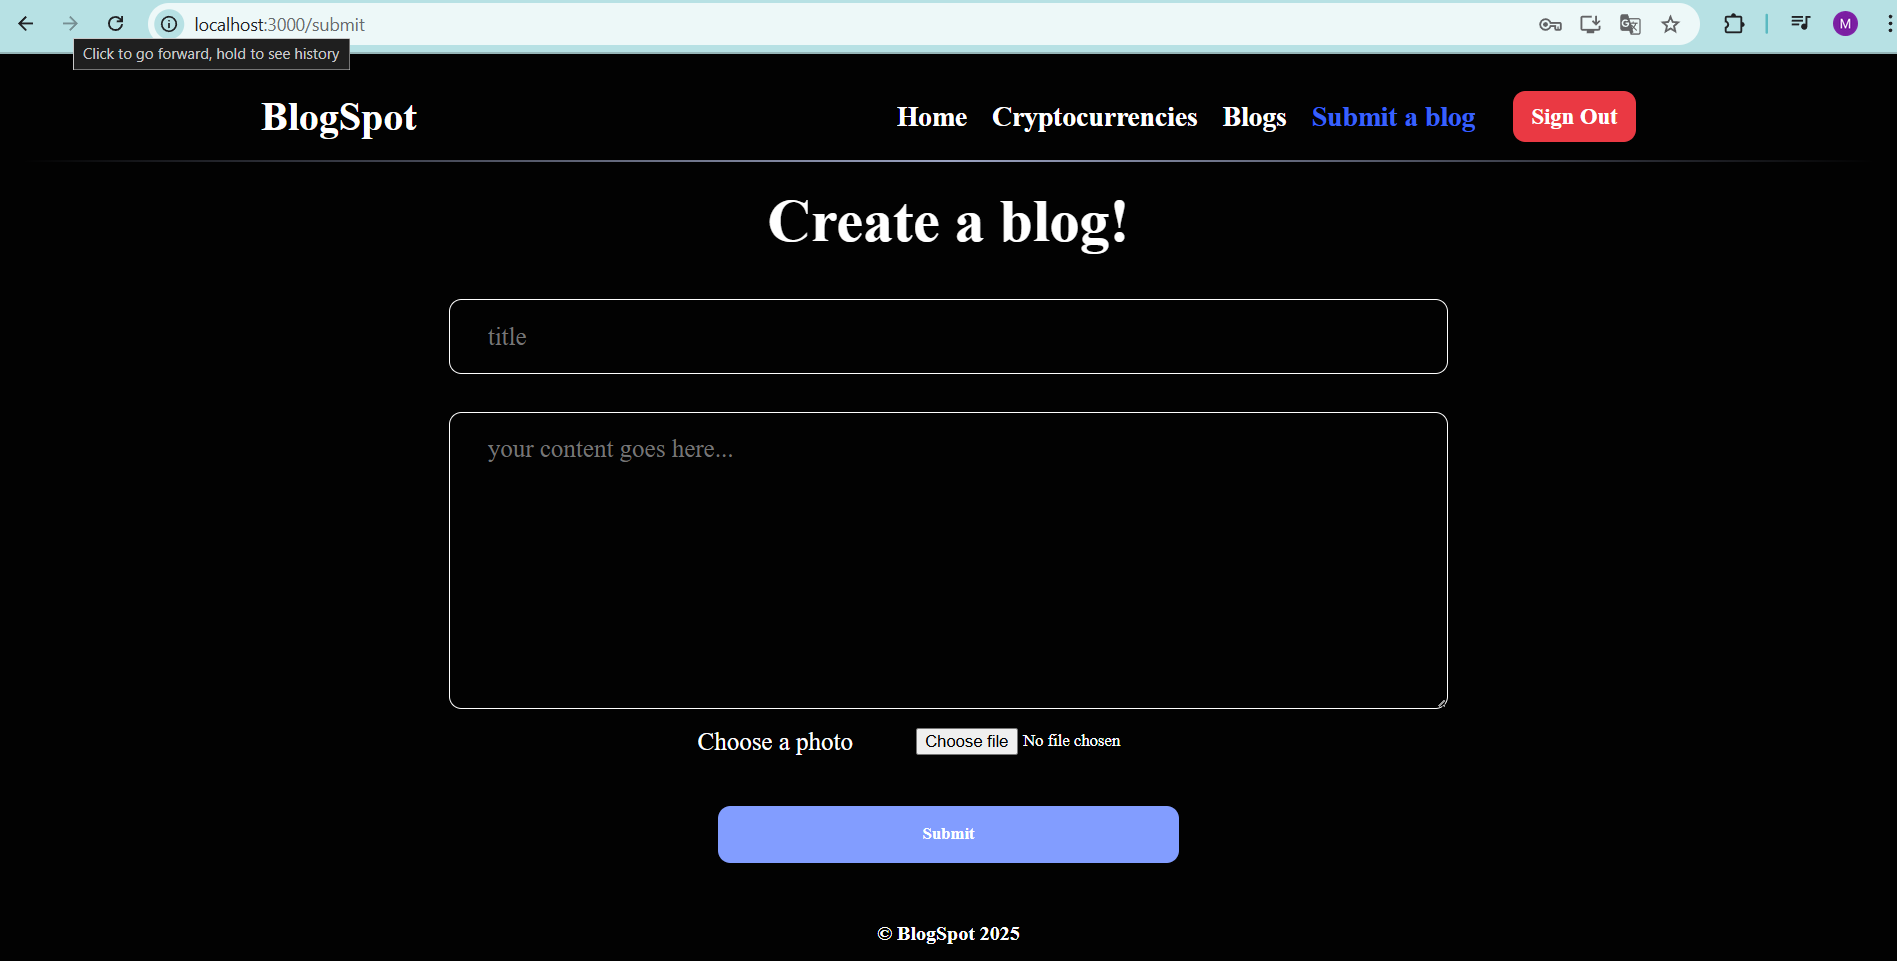 localhost:3000/submit
M
Click to go forward, hold to see history
BlogSpot
Home Cryptocurrencies Blogs Submit a blog Sign Out
Create a blog!
title
your content goes here...
Choose a photo Choose file No file chosen
Submit
© BlogSpot 2025